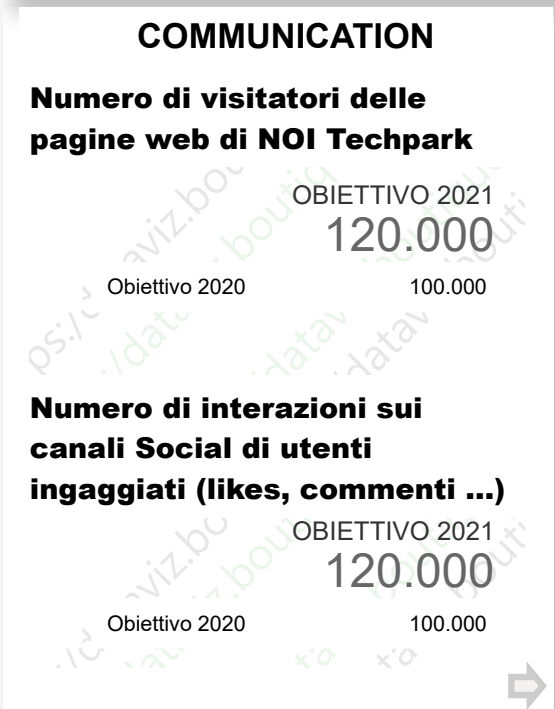 COMMUNICATION
Numero di visitatori delle
pagine web di NOI Techpark
OBIETTIVO 2021
120.000
Obiettivo 2020 100.000
Numero di interazioni sui
canali Social di utenti
ingaggiati (likes, commenti ...)
OBIETTIVO 2021
120.000
Obiettivo 2020 100.000